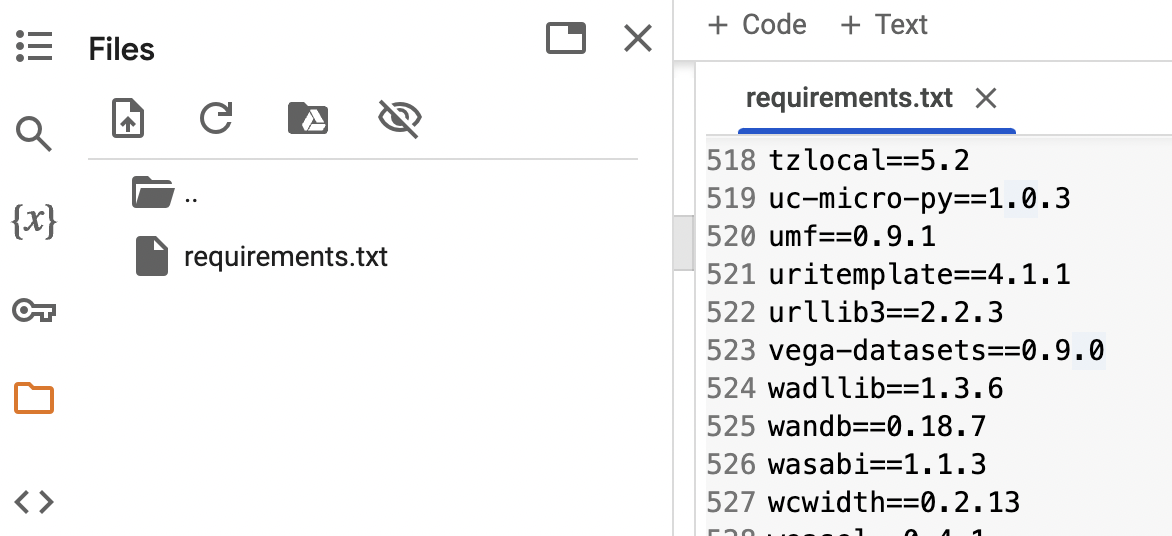 Files
+ Code + Text
requirements.txt
{x}
..
requirements.txt
518 tzlocal==5.2
519 uc-micro-py==1.0.3
520 umf==0.9.1
521 uritemplate==4.1.1
522 urllib3==2.2.3
523 vega-datasets==0.9.0
524 wadllib==1.3.6
525 wandb==0.18.7
526 wasabi==1.1.3
527 wcwidth==0.2.13